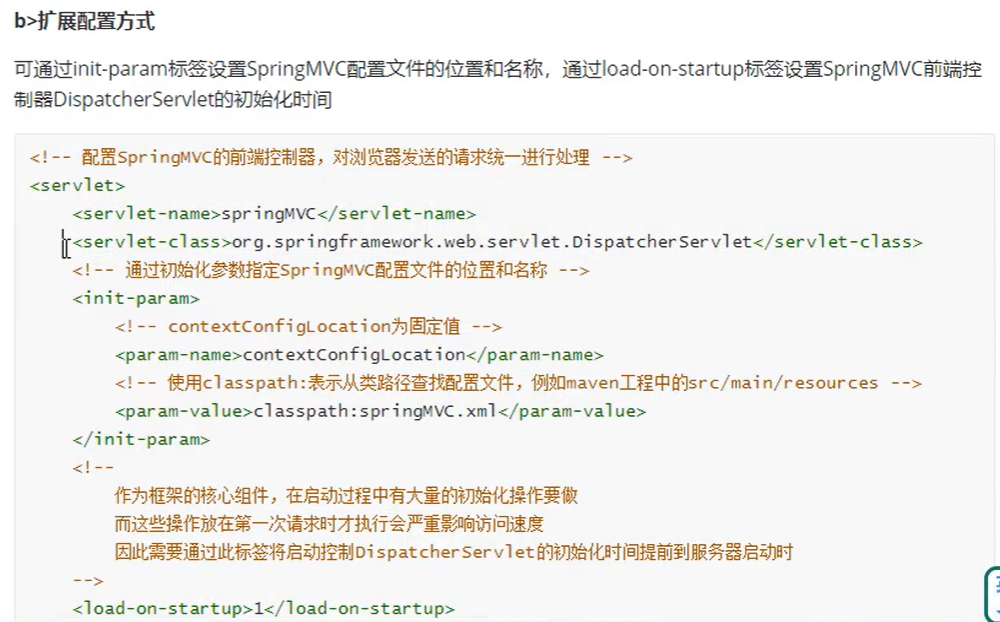 b>扩展配置方式
可通过init-param标签设置SpringMVC配置文件的位置和名称，通过load-on-startup标签设置SpringMVC前端控
制器DispatcherServlet的初始化时间
<!-- 配置SpringMVC的前端控制器，对浏览器发送的请求统一进行处理 -->
<servlet>
    <servlet-name>springMVC</servlet-name>
    <servlet-class>org.springframework.web.servlet.DispatcherServlet</servlet-class>
    <!-- 通过初始化参数指定SpringMVC配置文件的位置和名称 -->
    <init-param>
        <!-- contextConfigLocation为固定值 -->
        <param-name>contextConfigLocation</param-name>
        <!-- 使用classpath:表示从类路径查找配置文件，例如maven工程中的src/main/resources -->
        <param-value>classpath:springMVC.xml</param-value>
    </init-param>
    <!--
        作为框架的核心组件，在启动过程中有大量的初始化操作要做
        而这些操作放在第一次请求时才执行会严重影响访问速度
        因此需要通过此标签将启动控制DispatcherServlet的初始化时间提前到服务器启动时
    -->
    <load-on-startup>1</load-on-startup>